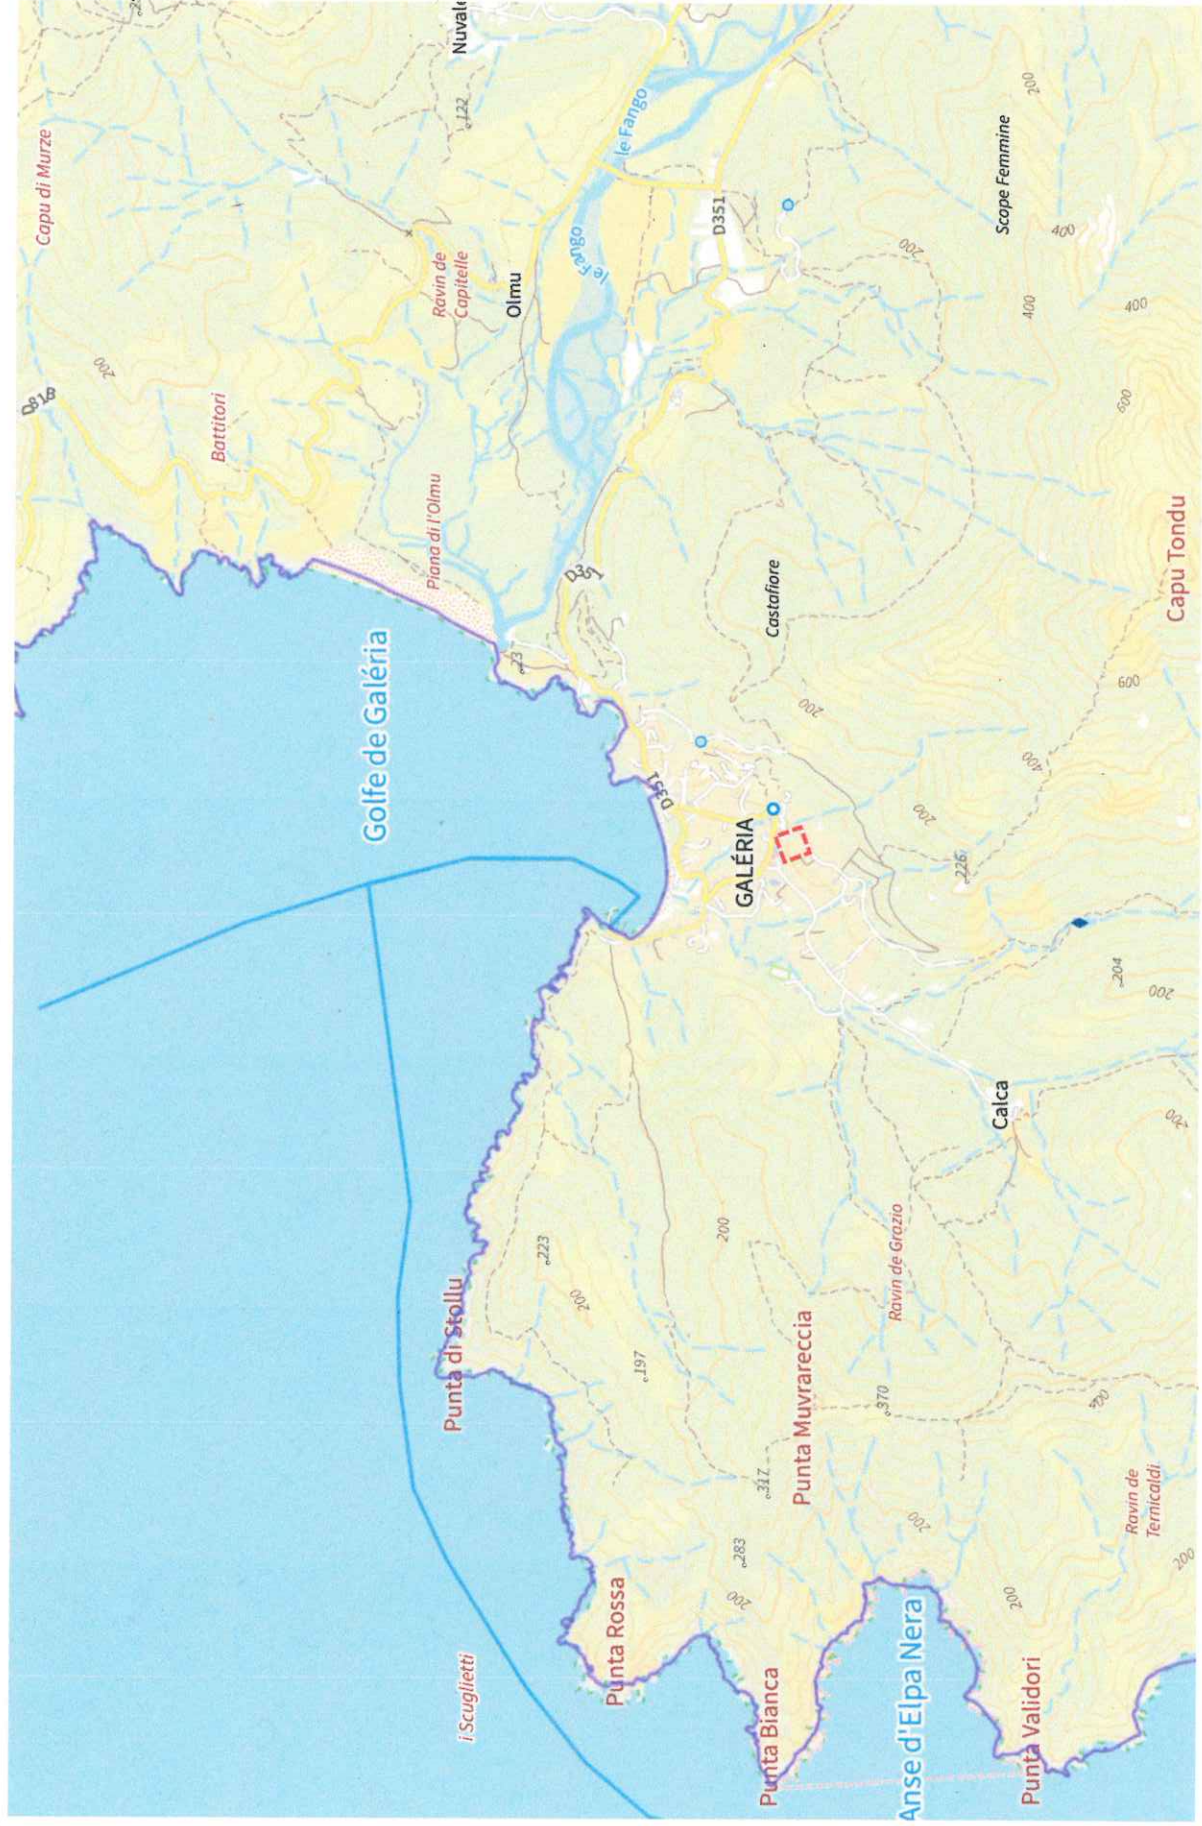 Capu di Murze
D818
200
Battitori
Golfe de Galéria
Piana di l'Olmu
Ravin de
Capitelle
Punta di Stollu
Nuval
122
i Scuglietti
Olmu
23
223
200
le Fango
le Fango
D351
Punta Rossa
197
D351
D351
200
283
200
GALÉRIA
317
Punta Bianca
Castafiore
Punta Muvrareccia
200
370
Ravin de Grazio
200
200
Anse d'Elpa Nera
200
226
Calca
Scope Femmine
200
400
400
400
200
Punta Validori
400
600
600
204
200
Ravin de
Ternicaldi
Capu Tondu
200
200